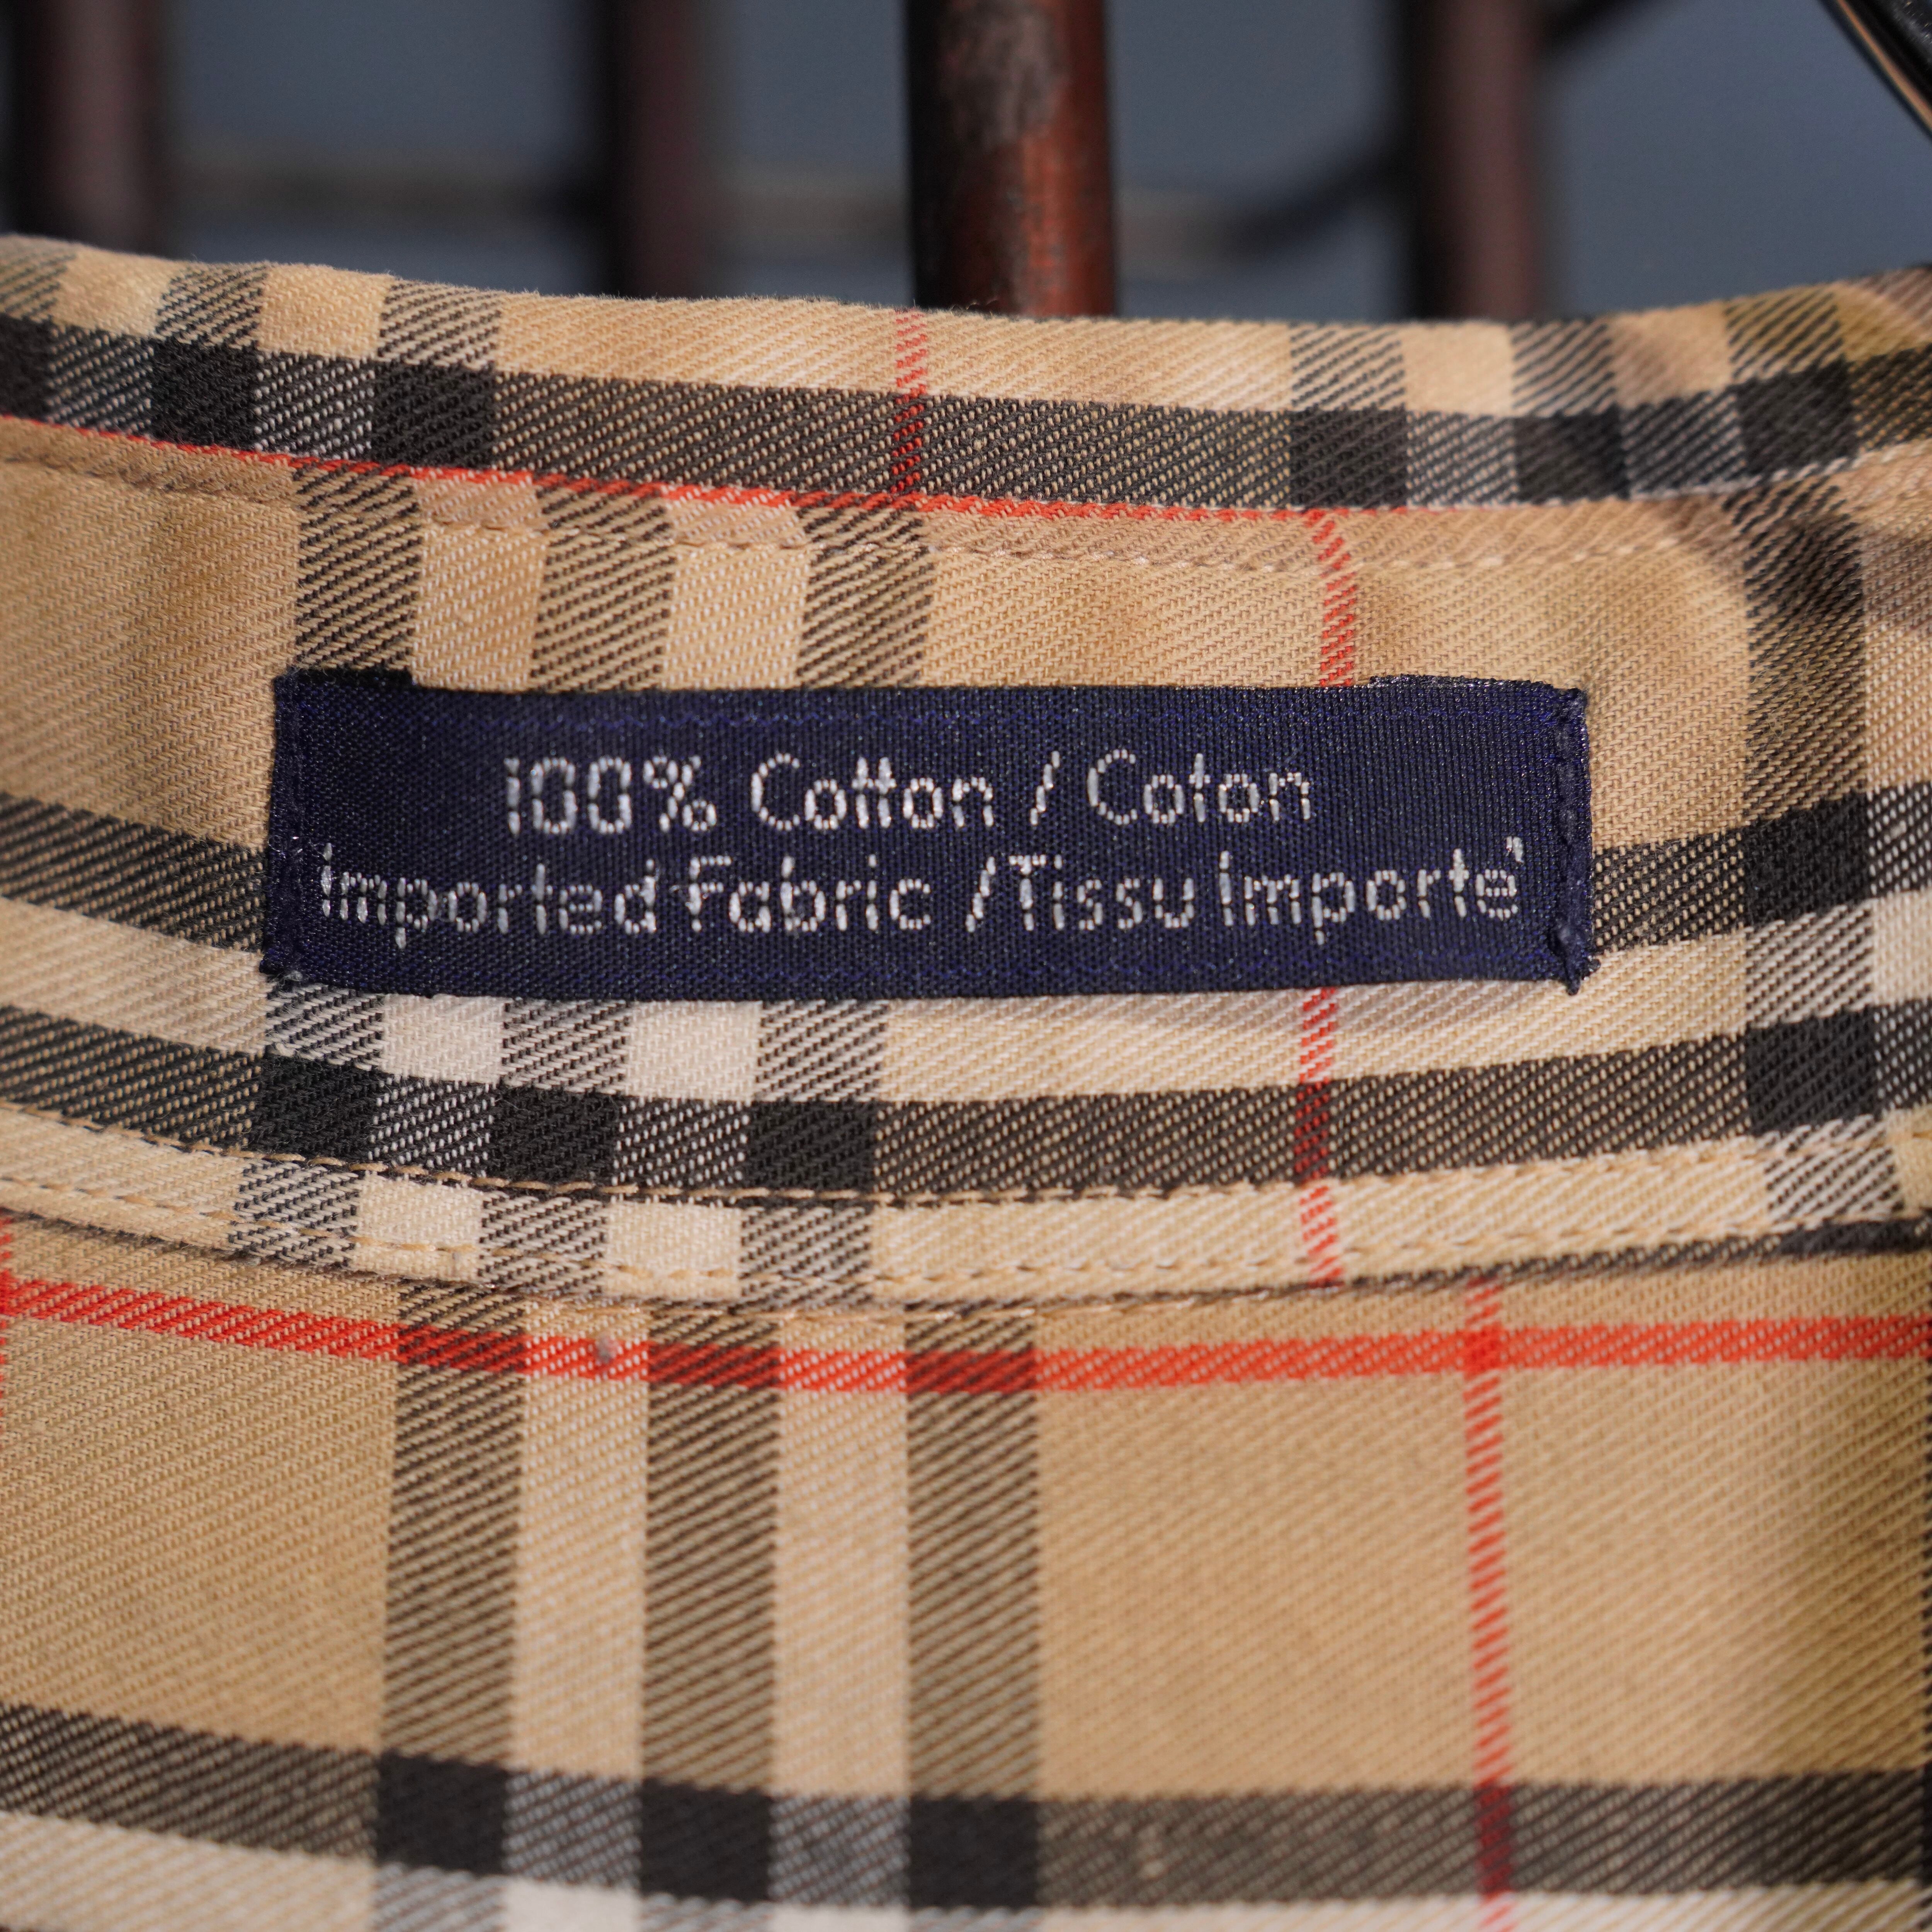 100% Cotton / Coton
Imported Fabric / Tissu Importe'